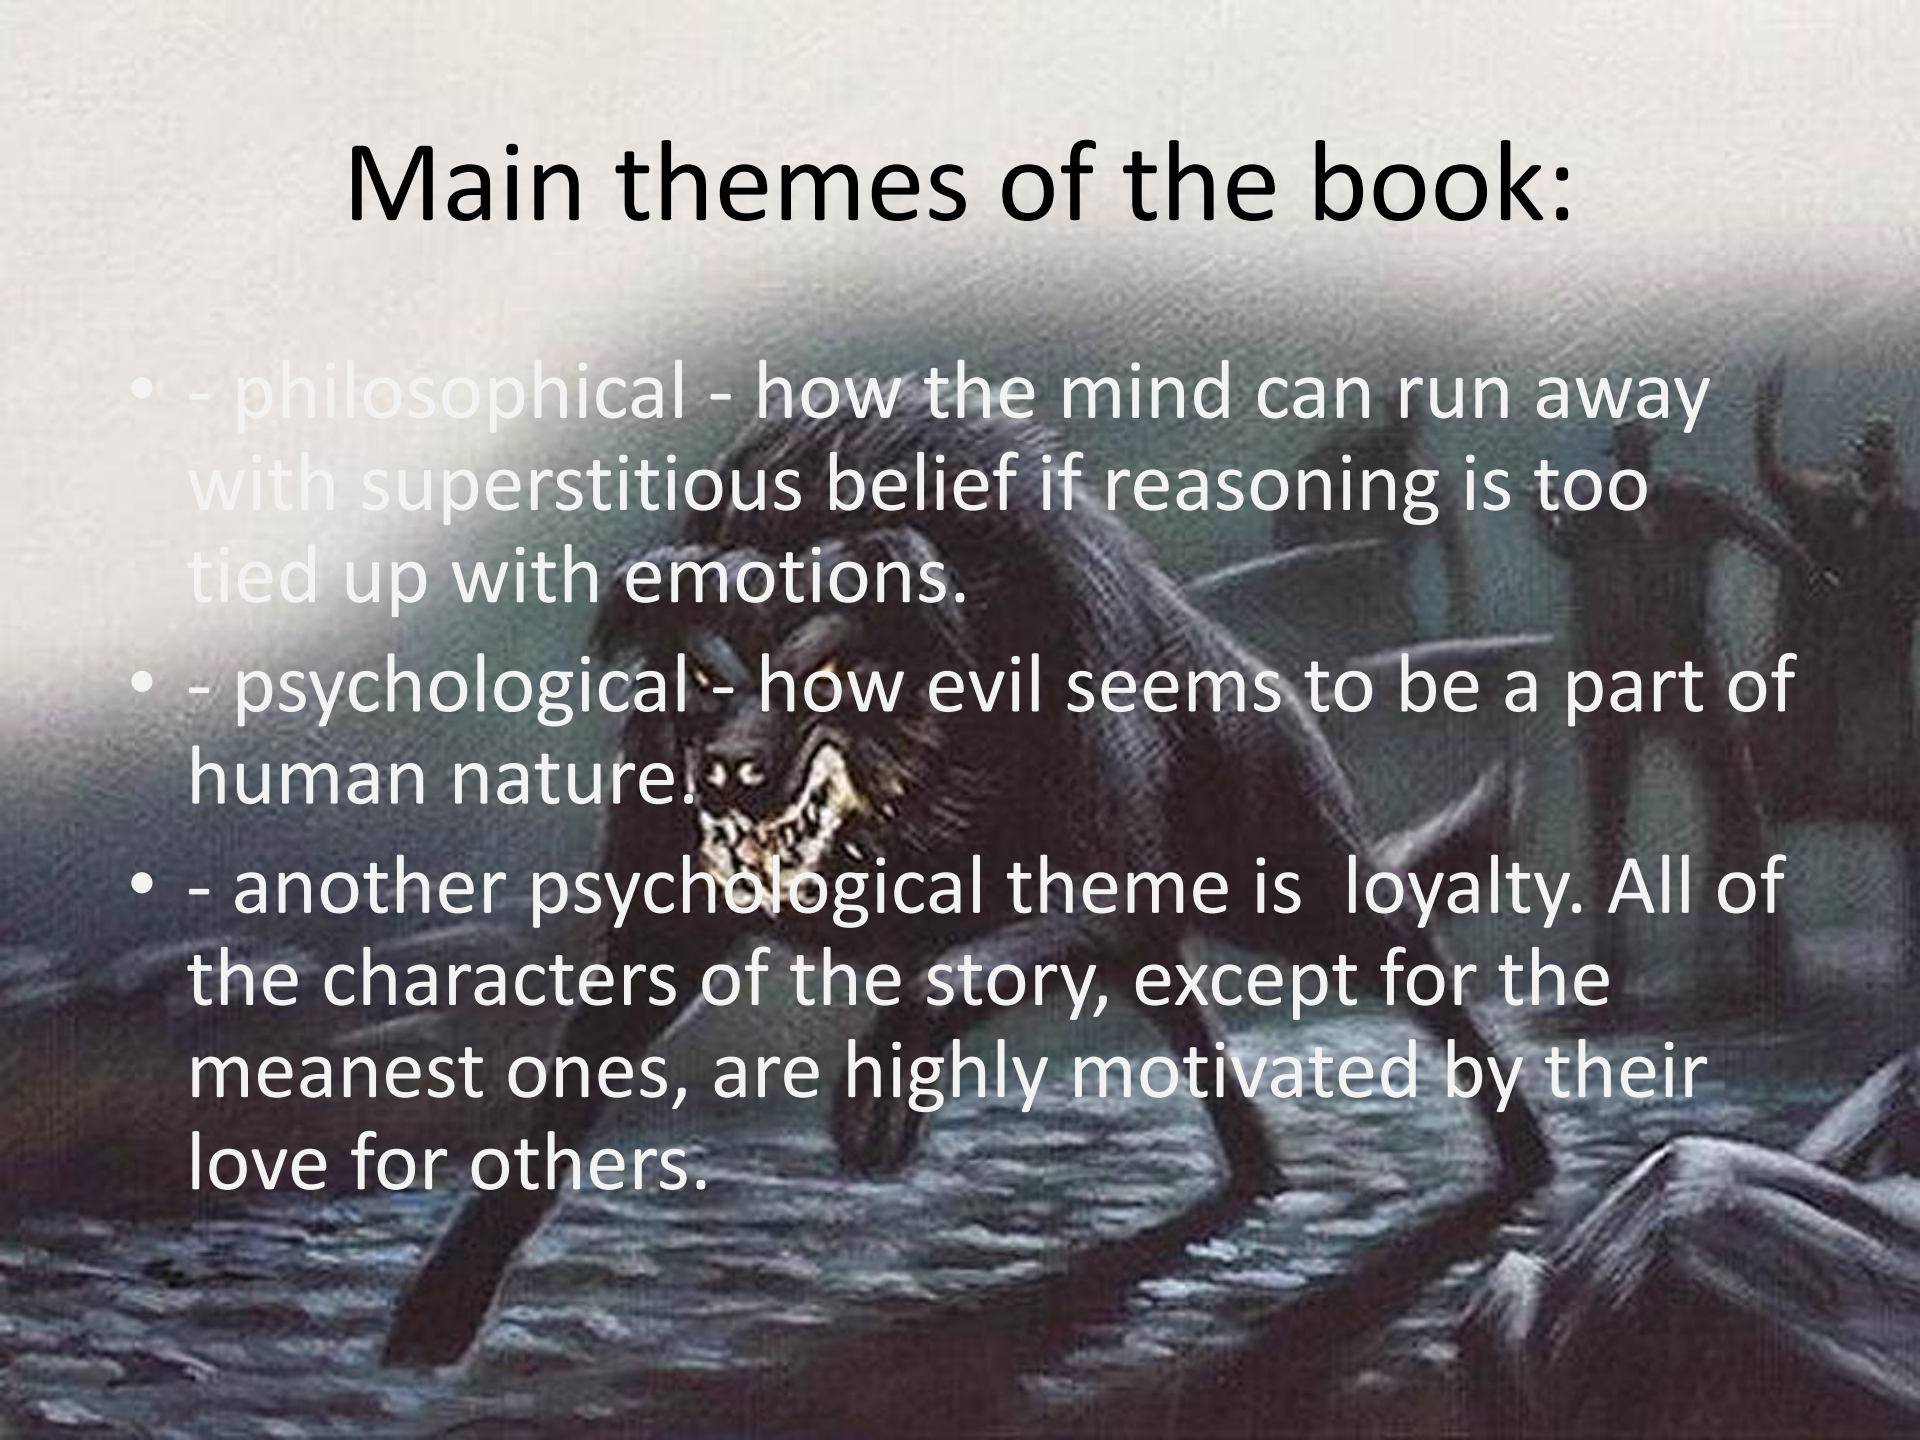 Main themes of the book:
• - philosophical - how the mind can run away
with superstitious belief if reasoning is too
tied up with emotions.
• - psychological - how evil seems to be a part of
human nature.
• - another psychological theme is  loyalty. All of
the characters of the story, except for the
meanest ones, are highly motivated by their
love for others.